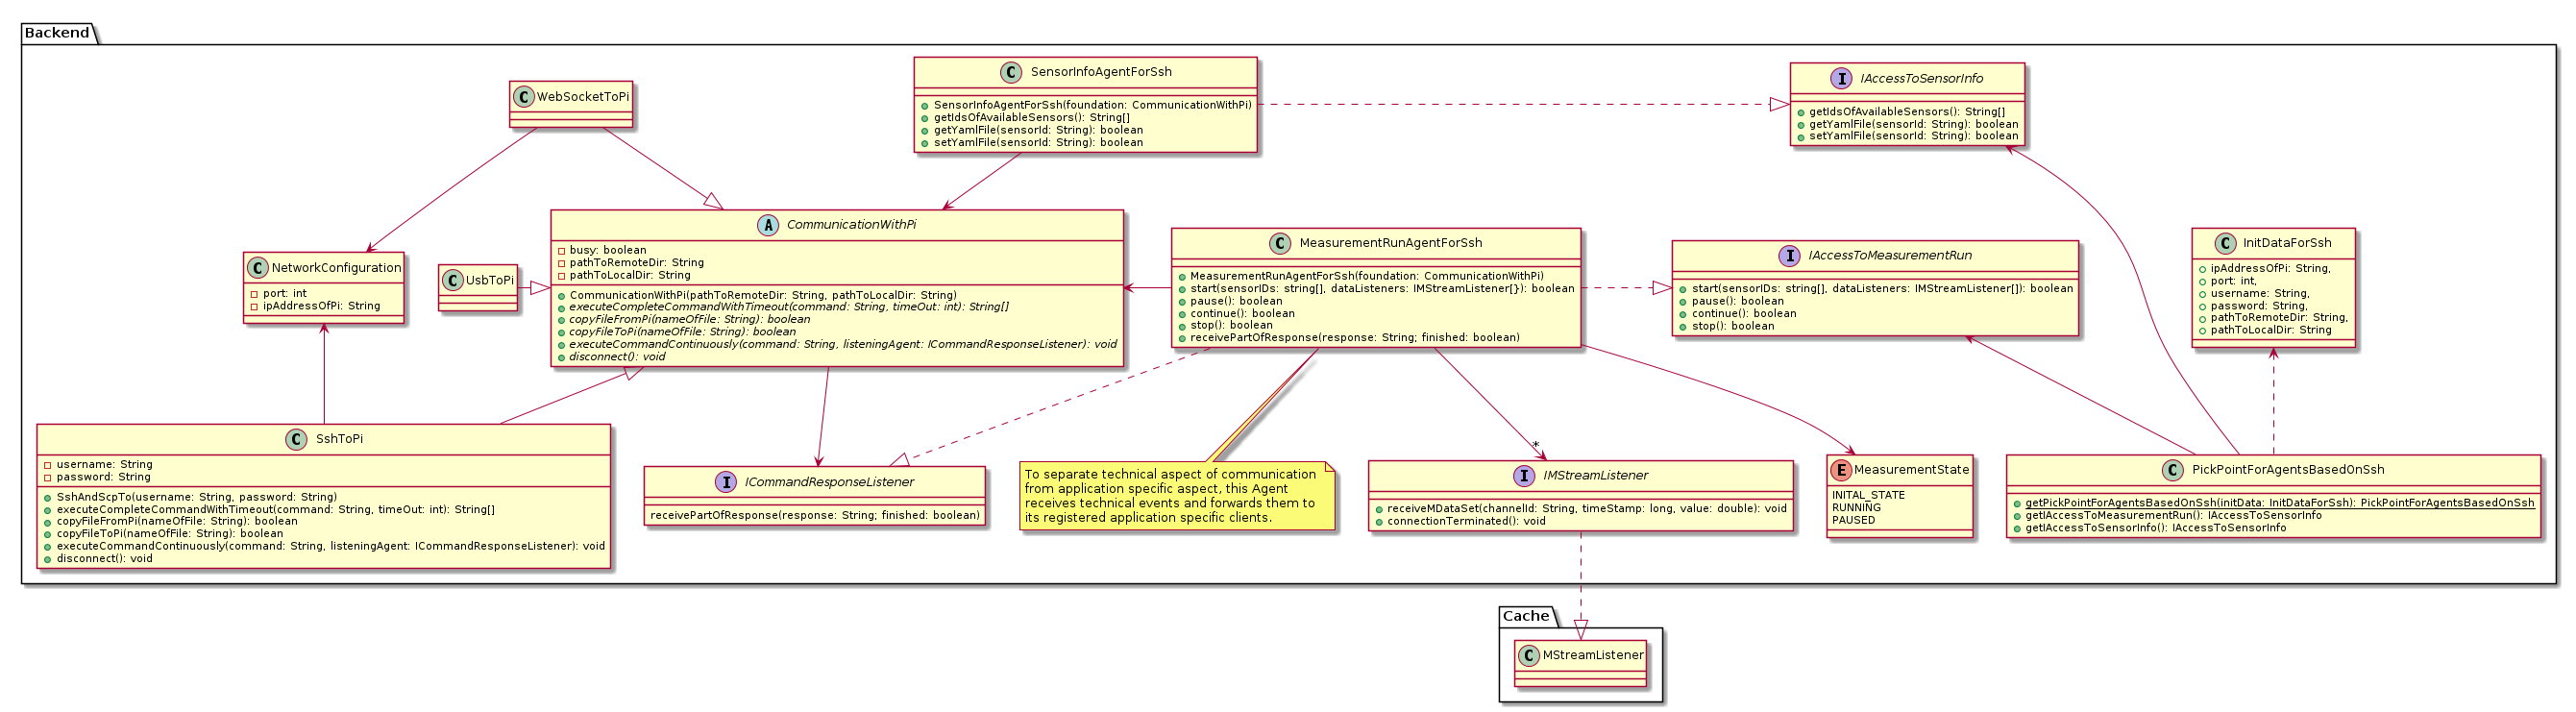 Backend
C SensorInfoAgentForSsh
SensorInfoAgentForSsh(foundation: CommunicationWithPi)
getIdsOfAvailableSensors(): String[]
getYamlFile(sensorId: String): boolean
setYamlFile(sensorId: String): boolean
I IAccessToSensorInfo
getIdsOfAvailableSensors(): String[]
getYamlFile(sensorId: String): boolean
setYamlFile(sensorId: String): boolean
C WebSocketToPi
C NetworkConfiguration
port: int
ipAddressOfPi: String
C UsbToPi
A CommunicationWithPi
busy: boolean
pathToRemoteDir: String
pathToLocalDir: String
CommunicationWithPi(pathToRemoteDir: String, pathToLocalDir: String)
executeCompleteCommandWithTimeout(command: String, timeOut: int): String[]
copyFileFromPi(nameOfFile: String): boolean
copyFileToPi(nameOfFile: String): boolean
executeCommandContinuously(command: String, listeningAgent: ICommandResponseListener): void
disconnect(): void
C MeasurementRunAgentForSsh
MeasurementRunAgentForSsh(foundation: CommunicationWithPi)
start(sensorIDs: string[], dataListeners: IMStreamListener[}): boolean
pause(): boolean
continue(): boolean
stop(): boolean
receivePartOfResponse(response: String; finished: boolean)
I IAccessToMeasurementRun
start(sensorIDs: string[], dataListeners: IMStreamListener[]): boolean
pause(): boolean
continue(): boolean
stop(): boolean
C InitDataForSsh
ipAddressOfPi: String,
port: int,
username: String,
password: String,
pathToRemoteDir: String,
pathToLocalDir: String
C SshToPi
username: String
password: String
SshAndScpTo(username: String, password: String)
executeCompleteCommandWithTimeout(command: String, timeOut: int): String[]
copyFileFromPi(nameOfFile: String): boolean
copyFileToPi(nameOfFile: String): boolean
executeCommandContinuously(command: String, listeningAgent: ICommandResponseListener): void
disconnect(): void
I ICommandResponseListener
receivePartOfResponse(response: String; finished: boolean)
To separate technical aspect of communication
from application specific aspect, this Agent
receives technical events and forwards them to
its registered application specific clients.
*
I IMStreamListener
receiveMDataSet(channelId: String, timeStamp: long, value: double): void
connectionTerminated(): void
E MeasurementState
INITAL_STATE
RUNNING
PAUSED
C PickPointForAgentsBasedOnSsh
getPickPointForAgentsBasedOnSsh(initData: InitDataForSsh): PickPointForAgentsBasedOnSsh
getIAccessToMeasurementRun(): IAccessToSensorInfo
getIAccessToSensorInfo(): IAccessToSensorInfo
Cache
C MStreamListener